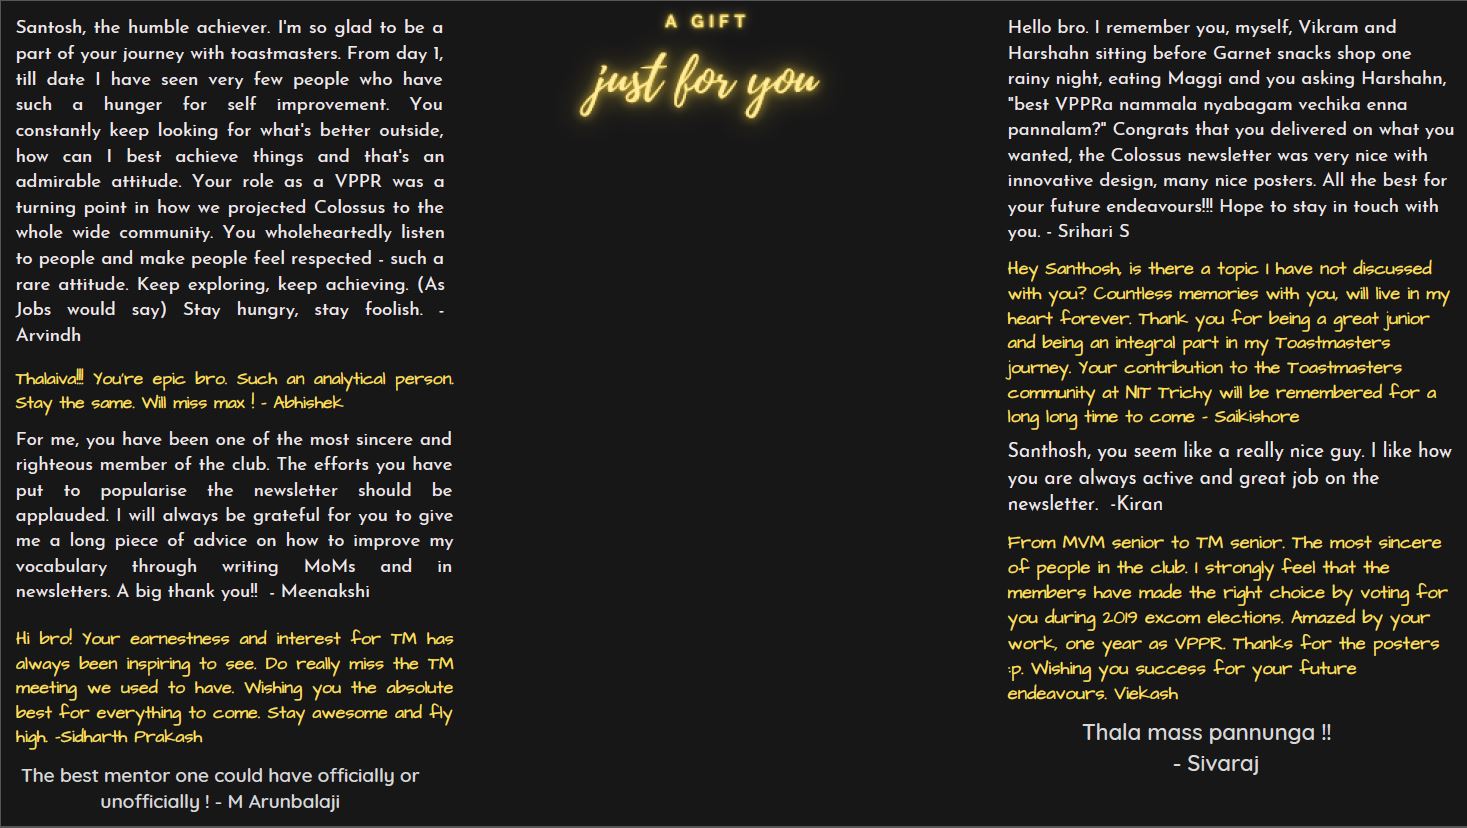 Santosh, the humble achiever. I'm so glad to be a
part of your journey with toastmasters. From day 1,
till date I have seen very few people who have
such a hunger for self improvement. You
constantly keep looking for what's better outside,
how can I best achieve things and that's an
admirable attitude. Your role as a VPPR was a
turning point in how we projected Colossus to the
whole wide community. You wholeheartedly listen
to people and make people feel respected - such a
rare attitude. Keep exploring, keep achieving. (As
Jobs would say) Stay hungry, stay foolish. -
Arvindh
Thalaiva!!! You're epic bro. Such an analytical person.
Stay the same. Will miss max ! - Abhishek
For me, you have been one of the most sincere and
righteous member of the club. The efforts you have
put to popularise the newsletter should be
applauded. I will always be grateful for you to give
me a long piece of advice on how to improve my
vocabulary through writing MoMs and in
newsletters. A big thank you!! - Meenakshi
Hi bro! Your earnestness and interest for TM has
always been inspiring to see. Do really miss the TM
meeting we used to have. Wishing you the absolute
best for everything to come. Stay awesome and fly
high. -Sidharth Prakash
The best mentor one could have officially or
unofficially ! - M Arunbalaji
A GIFT
just for you
Hello bro. I remember you, myself, Vikram and
Harshahn sitting before Garnet snacks shop one
rainy night, eating Maggi and you asking Harshahn,
"best VPPRa nammala nyabagam vechika enna
pannalam?" Congrats that you delivered on what you
wanted, the Colossus newsletter was very nice with
innovative design, many nice posters. All the best for
your future endeavours!!! Hope to stay in touch with
you. - Srihari S
Hey Santhosh, is there a topic I have not discussed
with you? Countless memories with you, will live in my
heart forever. Thank you for being a great junior
and being an integral part in my Toastmasters
journey. Your contribution to the Toastmasters
community at NIT Trichy will be remembered for a
long long time to come - Saikishore
Santhosh, you seem like a really nice guy. I like how
you are always active and great job on the
newsletter. -Kiran
From MVM senior to TM senior. The most sincere
of people in the club. I strongly feel that the
members have made the right choice by voting for
you during 2019 excom elections. Amazed by your
work, one year as VPPR. Thanks for the posters
:p. Wishing you success for your future
endeavours. Viekash
Thala mass pannunga !!
- Sivaraj